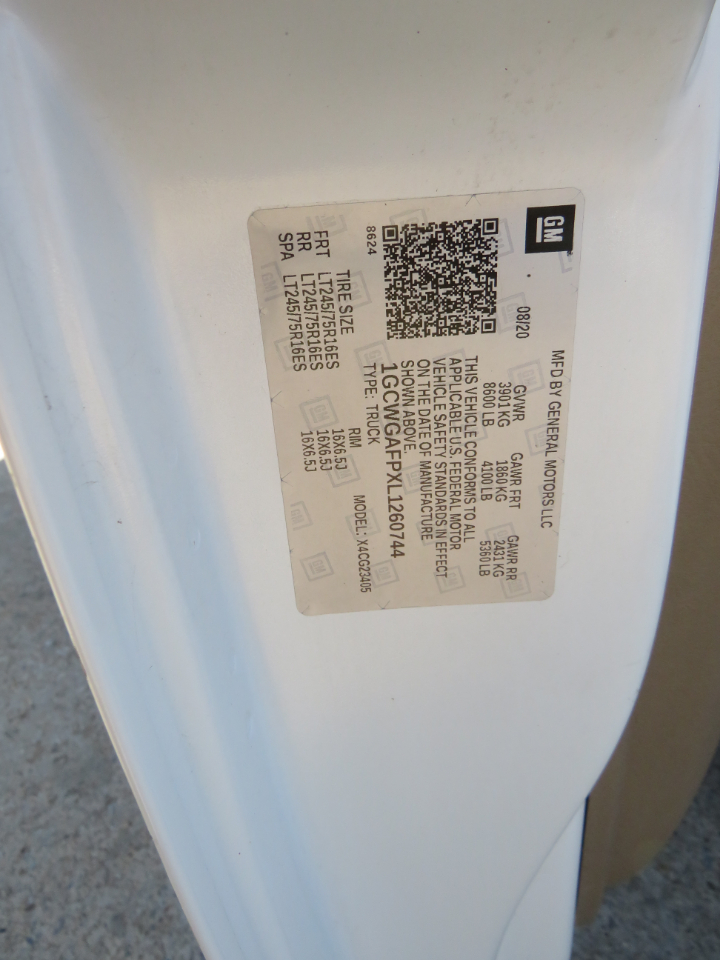 GM
MFD BY GENERAL MOTORS LLC
08/20
GVWR GAWR FRT GAWR RR
3901 KG 1860 KG 2431 KG
8600 LB 4100 LB 5360 LB
THIS VEHICLE CONFORMS TO ALL
APPLICABLE U.S. FEDERAL MOTOR
VEHICLE SAFETY STANDARDS IN EFFECT
ON THE DATE OF MANUFACTURE
SHOWN ABOVE.
1GCWGAFPXL1260744
8624
TYPE: TRUCK MODEL: X4CG23405
TIRE SIZE RIM
FRT LT245/75R16ES 16X6.5J
RR LT245/75R16ES 16X6.5J
SPA LT245/75R16ES 16X6.5J